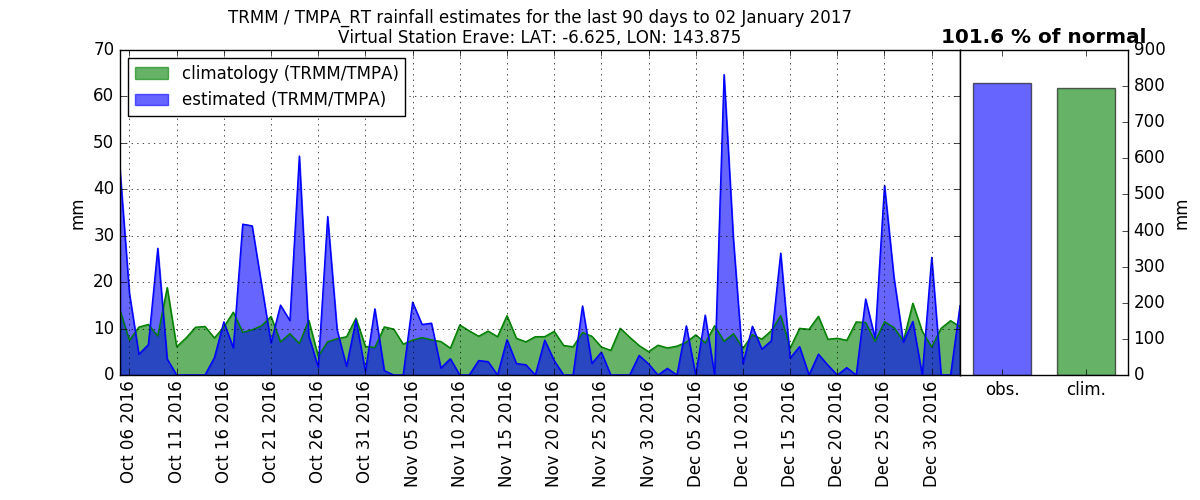 TRMM / TMPA_RT rainfall estimates for the last 90 days to 02 January 2017
Virtual Station Erave: LAT: -6.625, LON: 143.875
101.6 % of normal
climatology (TRMM/TMPA)
estimated (TRMM/TMPA)
70
60
50
40
30
20
10
0
mm
Oct 06 2016
Oct 11 2016
Oct 16 2016
Oct 21 2016
Oct 26 2016
Oct 31 2016
Nov 05 2016
Nov 10 2016
Nov 15 2016
Nov 20 2016
Nov 25 2016
Nov 30 2016
Dec 05 2016
Dec 10 2016
Dec 15 2016
Dec 20 2016
Dec 25 2016
Dec 30 2016
obs.
clim.
900
800
700
600
500
400
300
200
100
0
mm